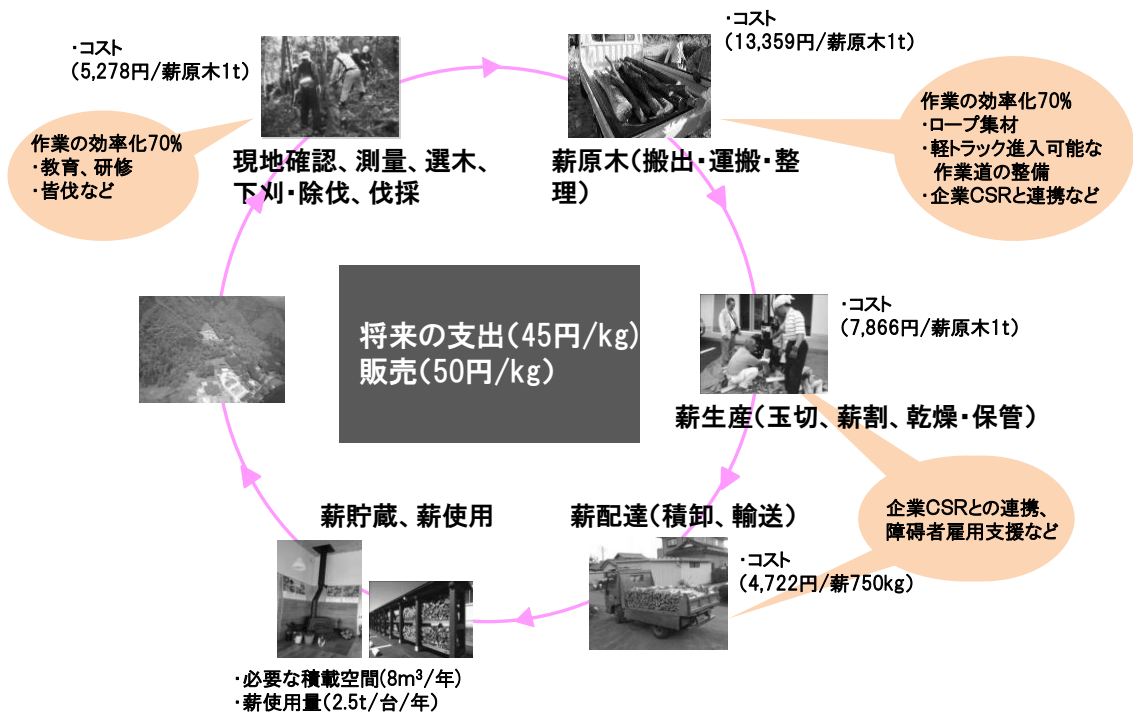 ・コスト
(5,278円/薪原木1t)
・コスト
(13,359円/薪原木1t)
作業の効率化70%
・教育、研修
・皆伐など
現地確認、測量、選木、
下刈・除伐、伐採
薪原木(搬出・運搬・整
理)
作業の効率化70%
・ロープ集材
・軽トラック進入可能な
作業道の整備
・企業CSRと連携など
将来の支出(45円/kg)
販売(50円/kg)
・コスト
(7,866円/薪原木1t)
薪生産(玉切、薪割、乾燥・保管)
企業CSRとの連携、
障碍者雇用支援など
薪配達(積卸、輸送)
・コスト
(4,722円/薪750kg)
薪貯蔵、薪使用
・必要な積載空間(8m³/年)
・薪使用量(2.5t/台/年)